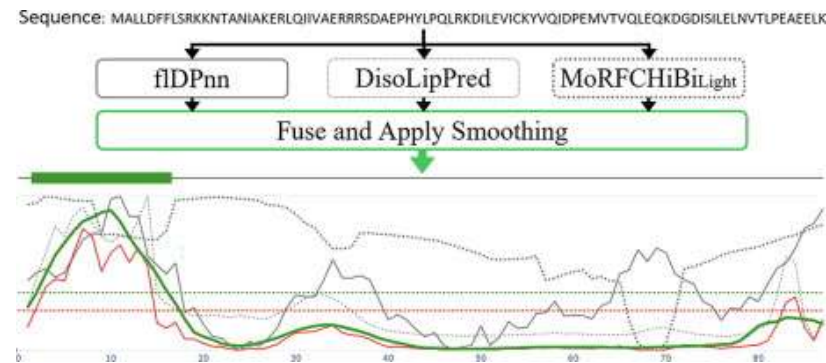 Sequence: MALLDFFLSRKKNTANIAKERLQIIVAERRRSDAEPHYLPQLRKDILEVICKYVQIDPEMVTVQLEQKDGDISILELNVTLPEAEELK
flDPnn DisoLipPred MoRFCHiBiLight
Fuse and Apply Smoothing
0 10 20 30 40 50 60 70 80